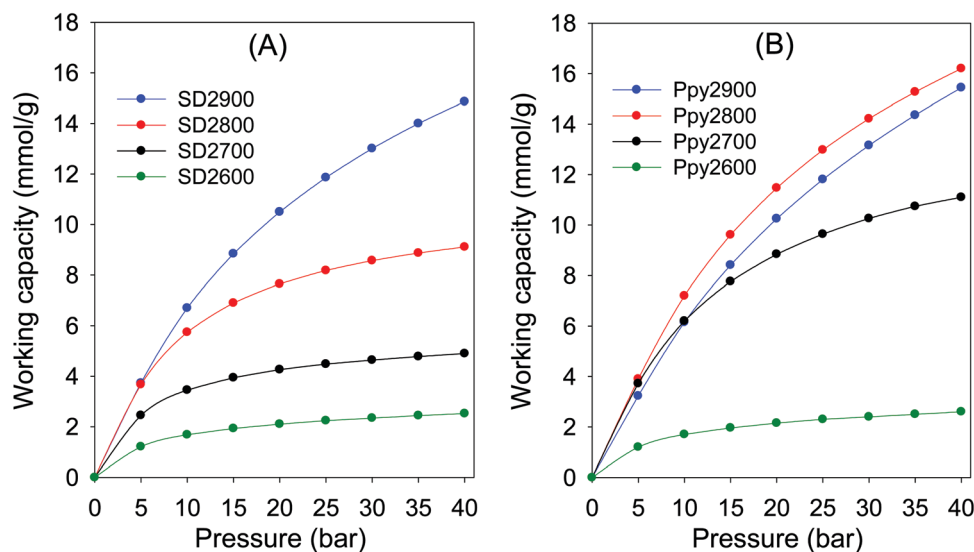 (A)
Working capacity (mmol/g)
18
16
14
12
10
8
6
4
2
0
SD2900
SD2800
SD2700
SD2600
0 5 10 15 20 25 30 35 40
Pressure (bar)
(B)
Working capacity (mmol/g)
18
16
14
12
10
8
6
4
2
0
Ppy2900
Ppy2800
Ppy2700
Ppy2600
0 5 10 15 20 25 30 35 40
Pressure (bar)